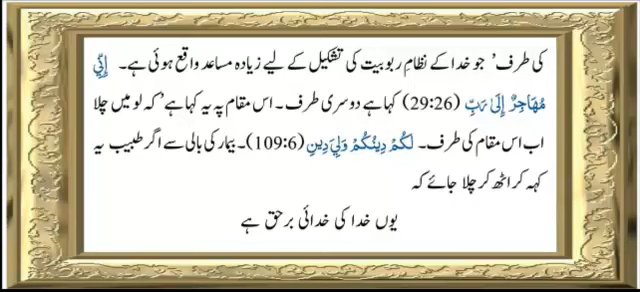 کی طرف' جو خدا کے نظامِ ربوبیت کی تشکیل کے لیے زیادہ مساعد واقع ہوئی ہے۔ اِنِّیْ
مُهَاجِرٌ اِلٰی رَبِّیْ (29:26) کہا ہے دوسری طرف۔ اس مقام پہ یہ کہا ہے' کہ لو میں چلا
اب اس مقام کی طرف۔ لَكُمْ دِیْنُكُمْ وَلِیَ دِیْنِ (109:6)۔ بیمار کی بالی سے اگر طبیب یہ
کہہ کر اٹھ کر چلا جائے کہ
یوں خدا کی خدائی برحق ہے